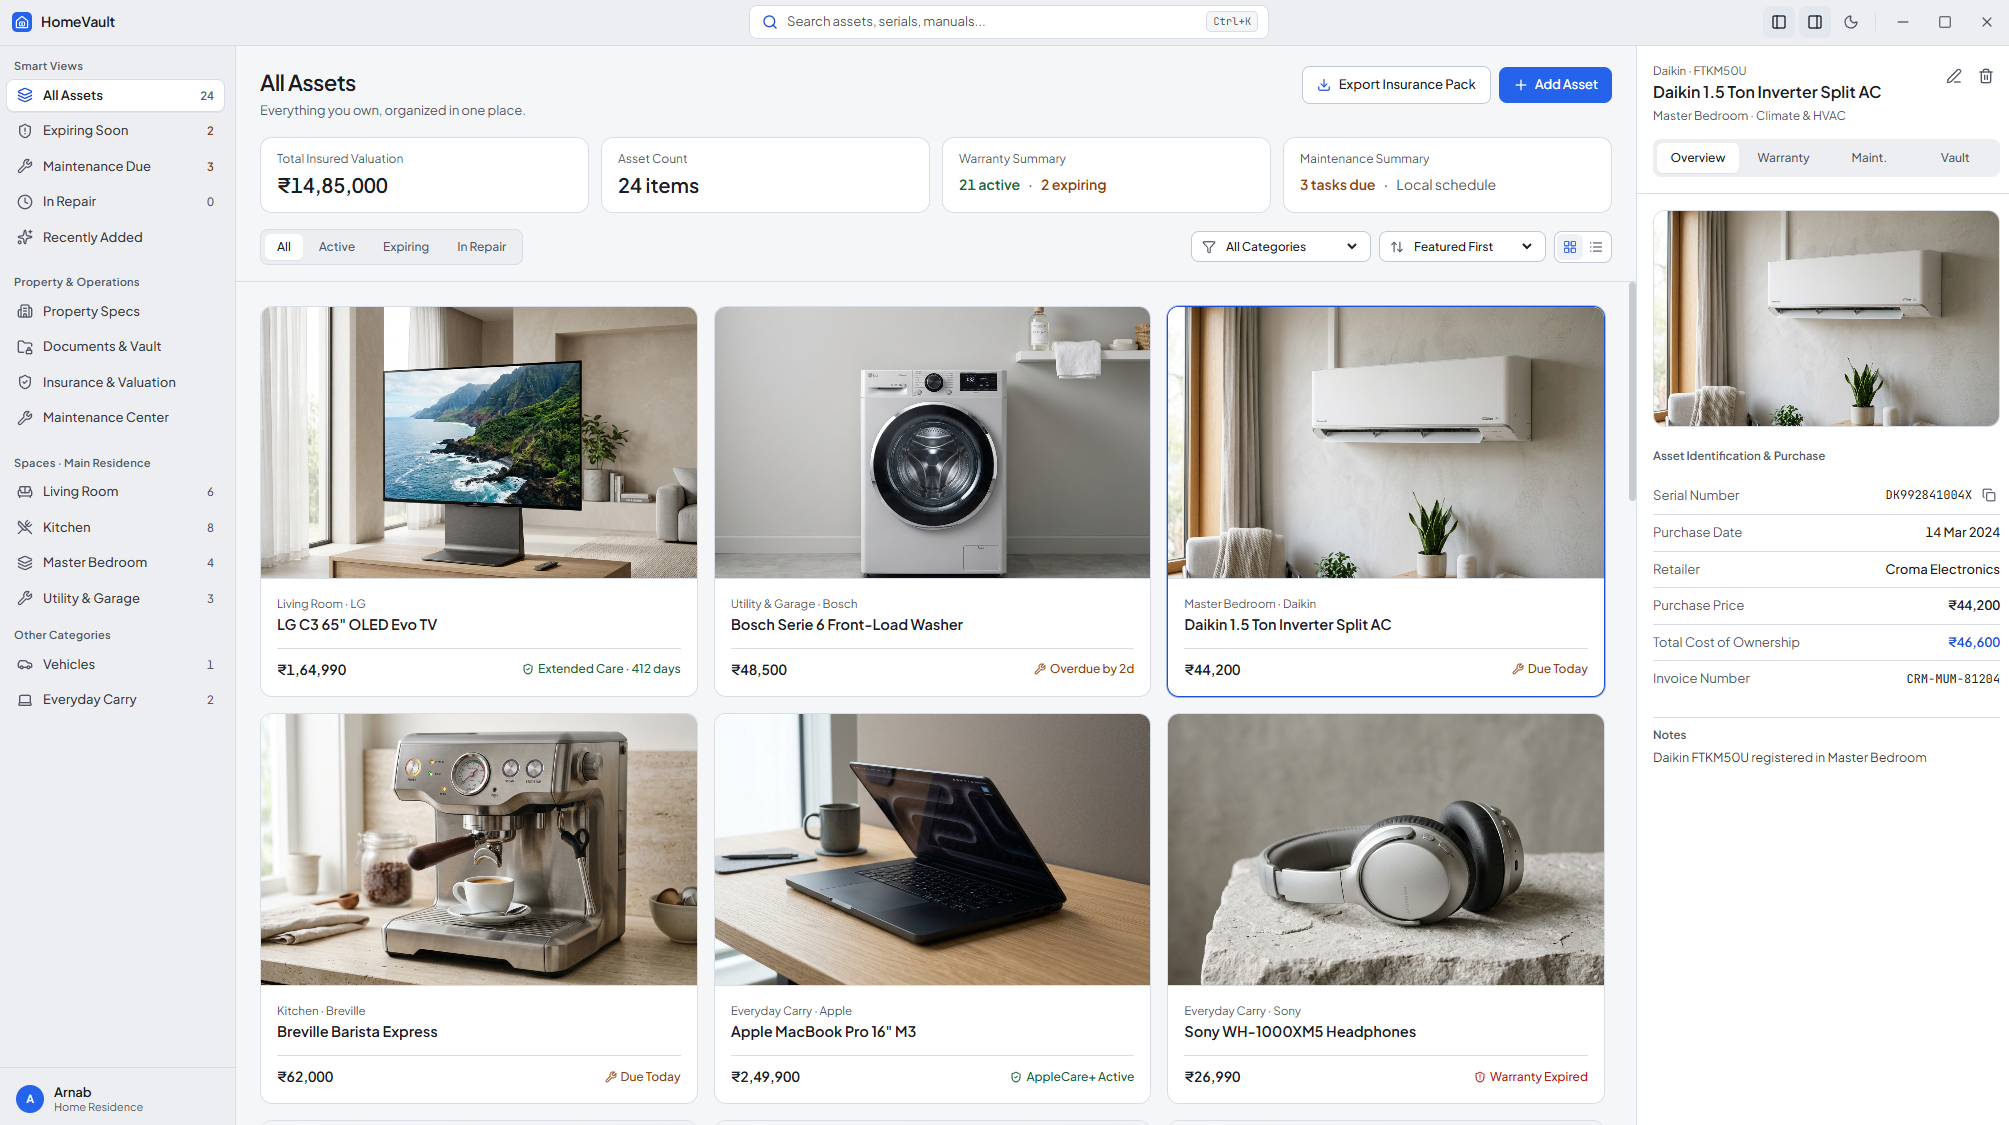 HomeVault
Search assets, serials, manuals...
Ctrl+K
Smart Views
All Assets 24
Expiring Soon 2
Maintenance Due 3
In Repair 0
Recently Added
Property & Operations
Property Specs
Documents & Vault
Insurance & Valuation
Maintenance Center
Spaces · Main Residence
Living Room 6
Kitchen 8
Master Bedroom 4
Utility & Garage 3
Other Categories
Vehicles 1
Everyday Carry 2
A
Arnab
Home Residence
All Assets
Everything you own, organized in one place.
Export Insurance Pack
Add Asset
Total Insured Valuation
₹14,85,000
Asset Count
24 items
Warranty Summary
21 active · 2 expiring
Maintenance Summary
3 tasks due · Local schedule
All Active Expiring In Repair
All Categories
Featured First
Living Room · LG
LG C3 65" OLED Evo TV
₹1,64,990
Extended Care · 412 days
LG
Utility & Garage · Bosch
Bosch Serie 6 Front-Load Washer
₹48,500
Overdue by 2d
Master Bedroom · Daikin
Daikin 1.5 Ton Inverter Split AC
₹44,200
Due Today
Kitchen · Breville
Breville Barista Express
₹62,000
Due Today
Everyday Carry · Apple
Apple MacBook Pro 16" M3
₹2,49,900
AppleCare+ Active
Everyday Carry · Sony
Sony WH-1000XM5 Headphones
₹26,990
Warranty Expired
Daikin · FTKM50U
Daikin 1.5 Ton Inverter Split AC
Master Bedroom · Climate & HVAC
Overview Warranty Maint. Vault
Asset Identification & Purchase
Serial Number DK992841004X
Purchase Date 14 Mar 2024
Retailer Croma Electronics
Purchase Price ₹44,200
Total Cost of Ownership ₹46,600
Invoice Number CRM-MUM-81204
Notes
Daikin FTKM50U registered in Master Bedroom